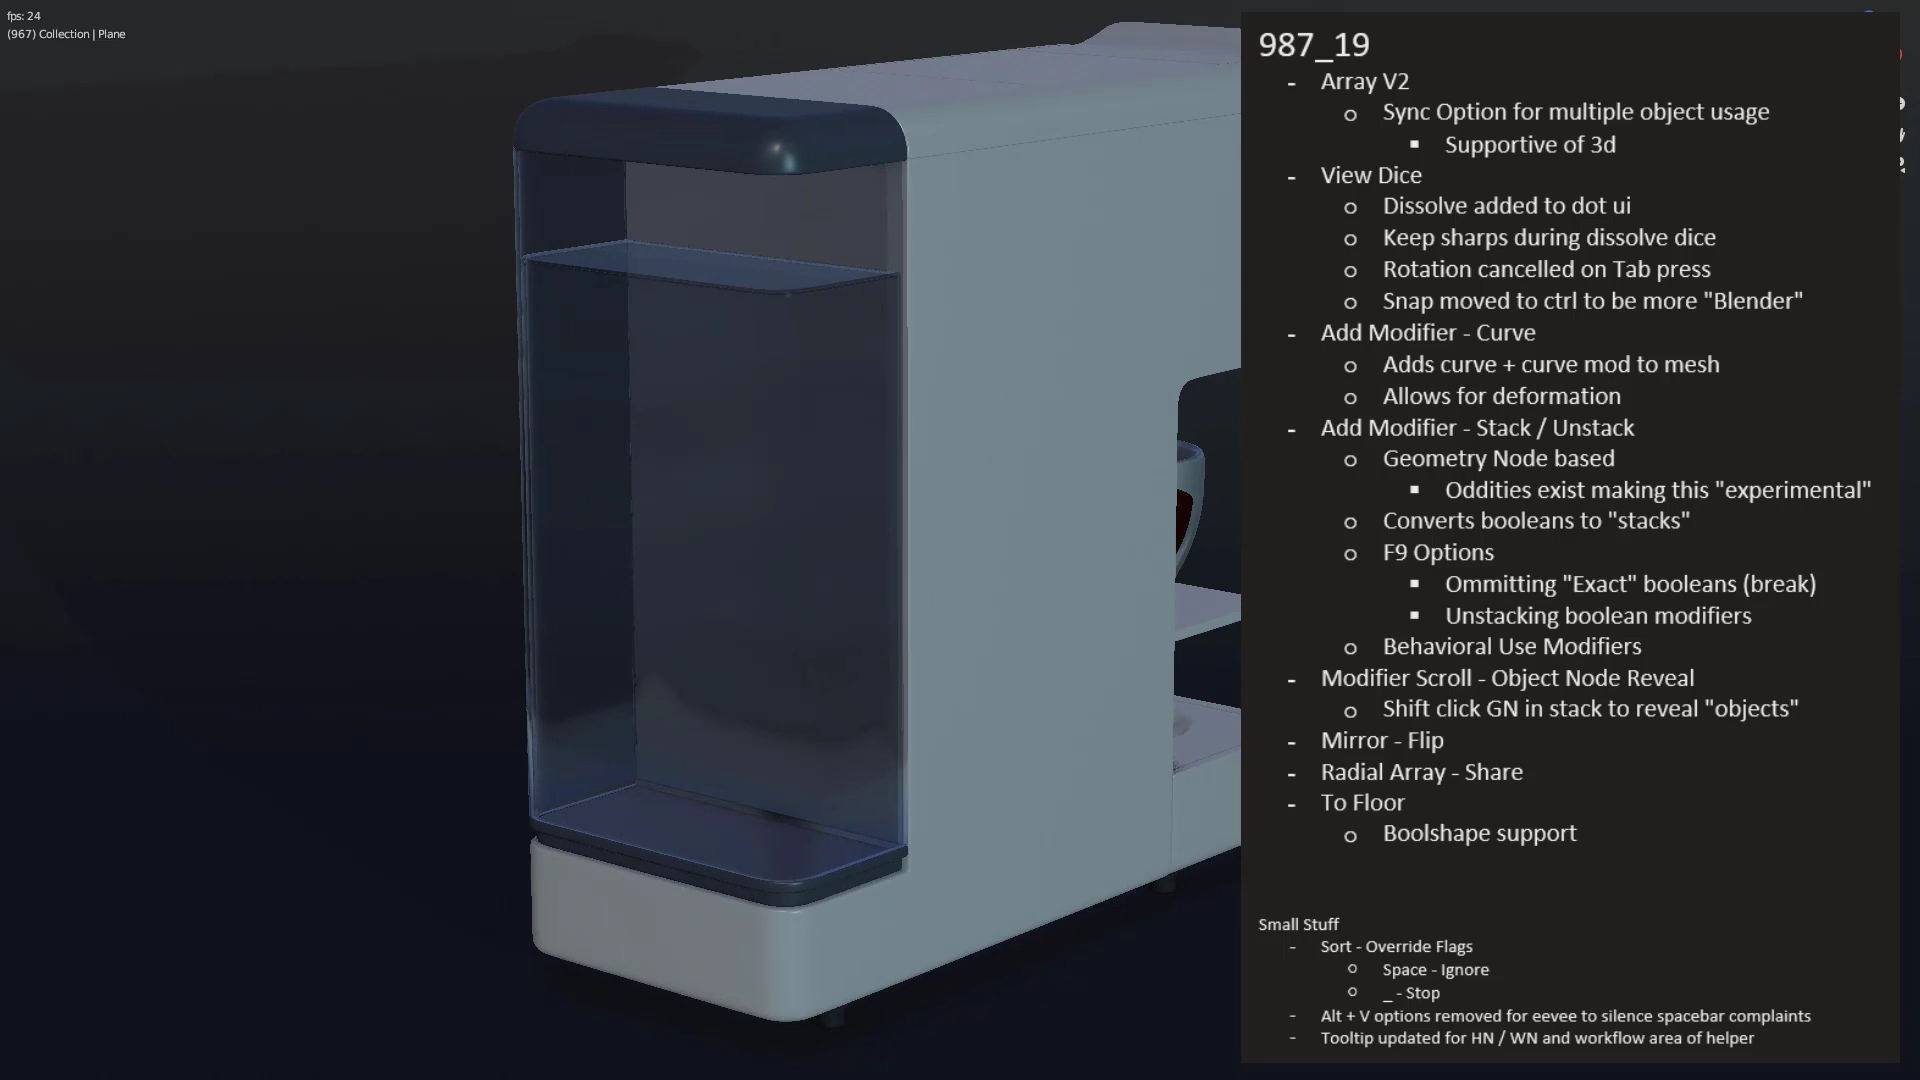 fps: 24
(967) Collection | Plane
987_19
- Array V2
o Sync Option for multiple object usage
▪ Supportive of 3d
- View Dice
o Dissolve added to dot ui
o Keep sharps during dissolve dice
o Rotation cancelled on Tab press
o Snap moved to ctrl to be more "Blender"
- Add Modifier - Curve
o Adds curve + curve mod to mesh
o Allows for deformation
- Add Modifier - Stack / Unstack
o Geometry Node based
▪ Oddities exist making this "experimental"
o Converts booleans to "stacks"
o F9 Options
▪ Ommitting "Exact" booleans (break)
▪ Unstacking boolean modifiers
o Behavioral Use Modifiers
- Modifier Scroll - Object Node Reveal
o Shift click GN in stack to reveal "objects"
- Mirror - Flip
- Radial Array - Share
- To Floor
o Boolshape support
Small Stuff
- Sort - Override Flags
o Space - Ignore
o _ - Stop
- Alt + V options removed for eevee to silence spacebar complaints
- Tooltip updated for HN / WN and workflow area of helper